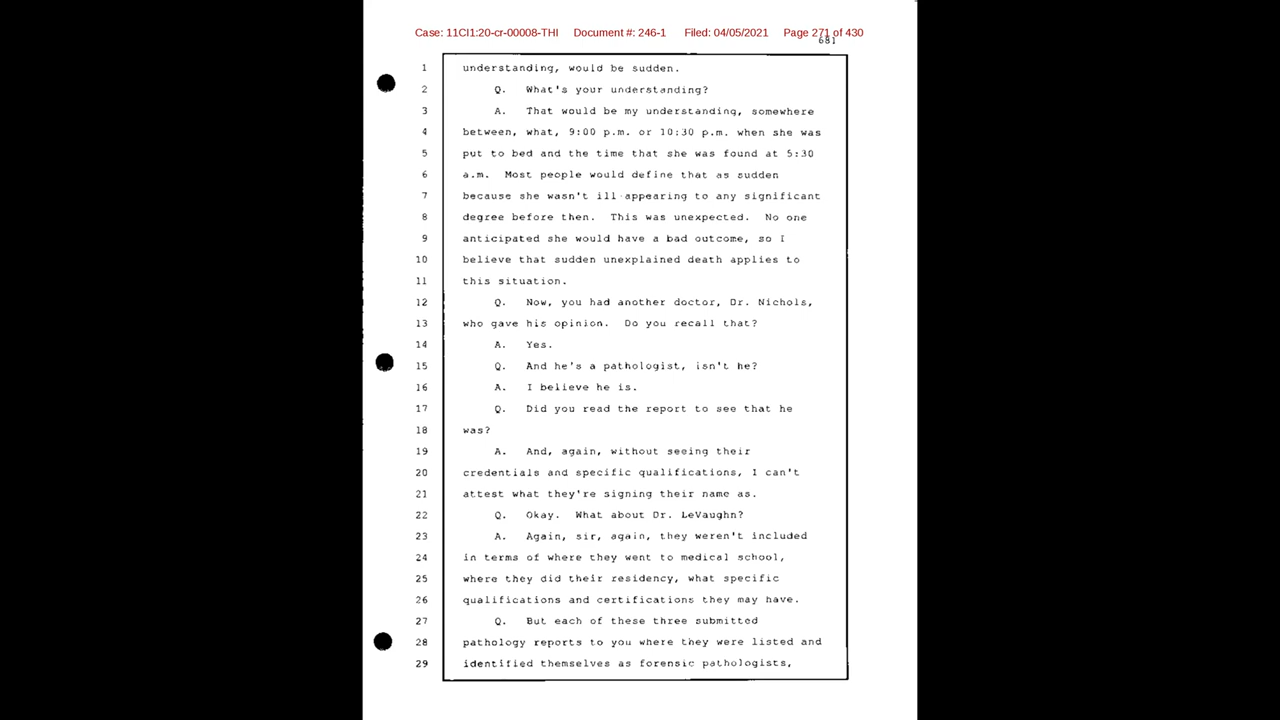 Case: 11CI1:20-cr-00008-THI Document #: 246-1 Filed: 04/05/2021 Page 271 of 430
681
1 understanding, would be sudden.
2 Q. What's your understanding?
3 A. That would be my understanding, somewhere
4 between, what, 9:00 p.m. or 10:30 p.m. when she was
5 put to bed and the time that she was found at 5:30
6 a.m. Most people would define that as sudden
7 because she wasn't ill-appearing to any significant
8 degree before then. This was unexpected. No one
9 anticipated she would have a bad outcome, so I
10 believe that sudden unexplained death applies to
11 this situation.
12 Q. Now, you had another doctor, Dr. Nichols,
13 who gave his opinion. Do you recall that?
14 A. Yes.
15 Q. And he's a pathologist, isn't he?
16 A. I believe he is.
17 Q. Did you read the report to see that he
18 was?
19 A. And, again, without seeing their
20 credentials and specific qualifications, I can't
21 attest what they're signing their name as.
22 Q. Okay. What about Dr. LeVaughn?
23 A. Again, sir, again, they weren't included
24 in terms of where they went to medical school,
25 where they did their residency, what specific
26 qualifications and certifications they may have.
27 Q. But each of these three submitted
28 pathology reports to you where they were listed and
29 identified themselves as forensic pathologists,